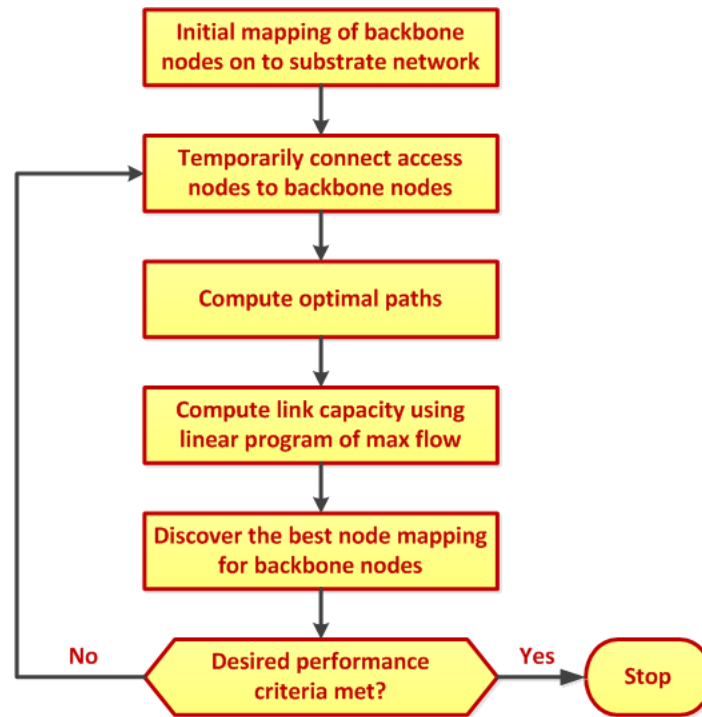 Initial mapping of backbone
nodes on to substrate network
Temporarily connect access
nodes to backbone nodes
Compute optimal paths
Compute link capacity using
linear program of max flow
Discover the best node mapping
for backbone nodes
No
Desired performance
criteria met?
Yes
Stop